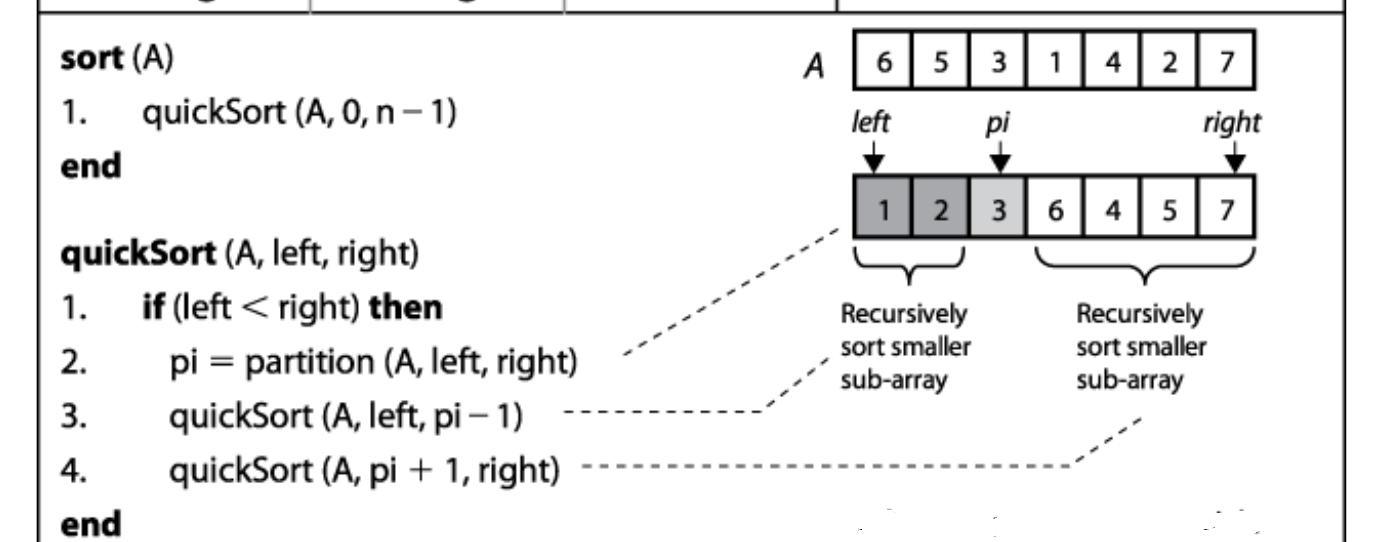 sort (A)
1. quickSort (A, 0, n − 1)
end
quickSort (A, left, right)
1. if (left < right) then
2. pi = partition (A, left, right)
3. quickSort (A, left, pi − 1)
4. quickSort (A, pi + 1, right)
end
A 6 5 3 1 4 2 7
left pi right
1 2 3 6 4 5 7
Recursively
sort smaller
sub-array
Recursively
sort smaller
sub-array